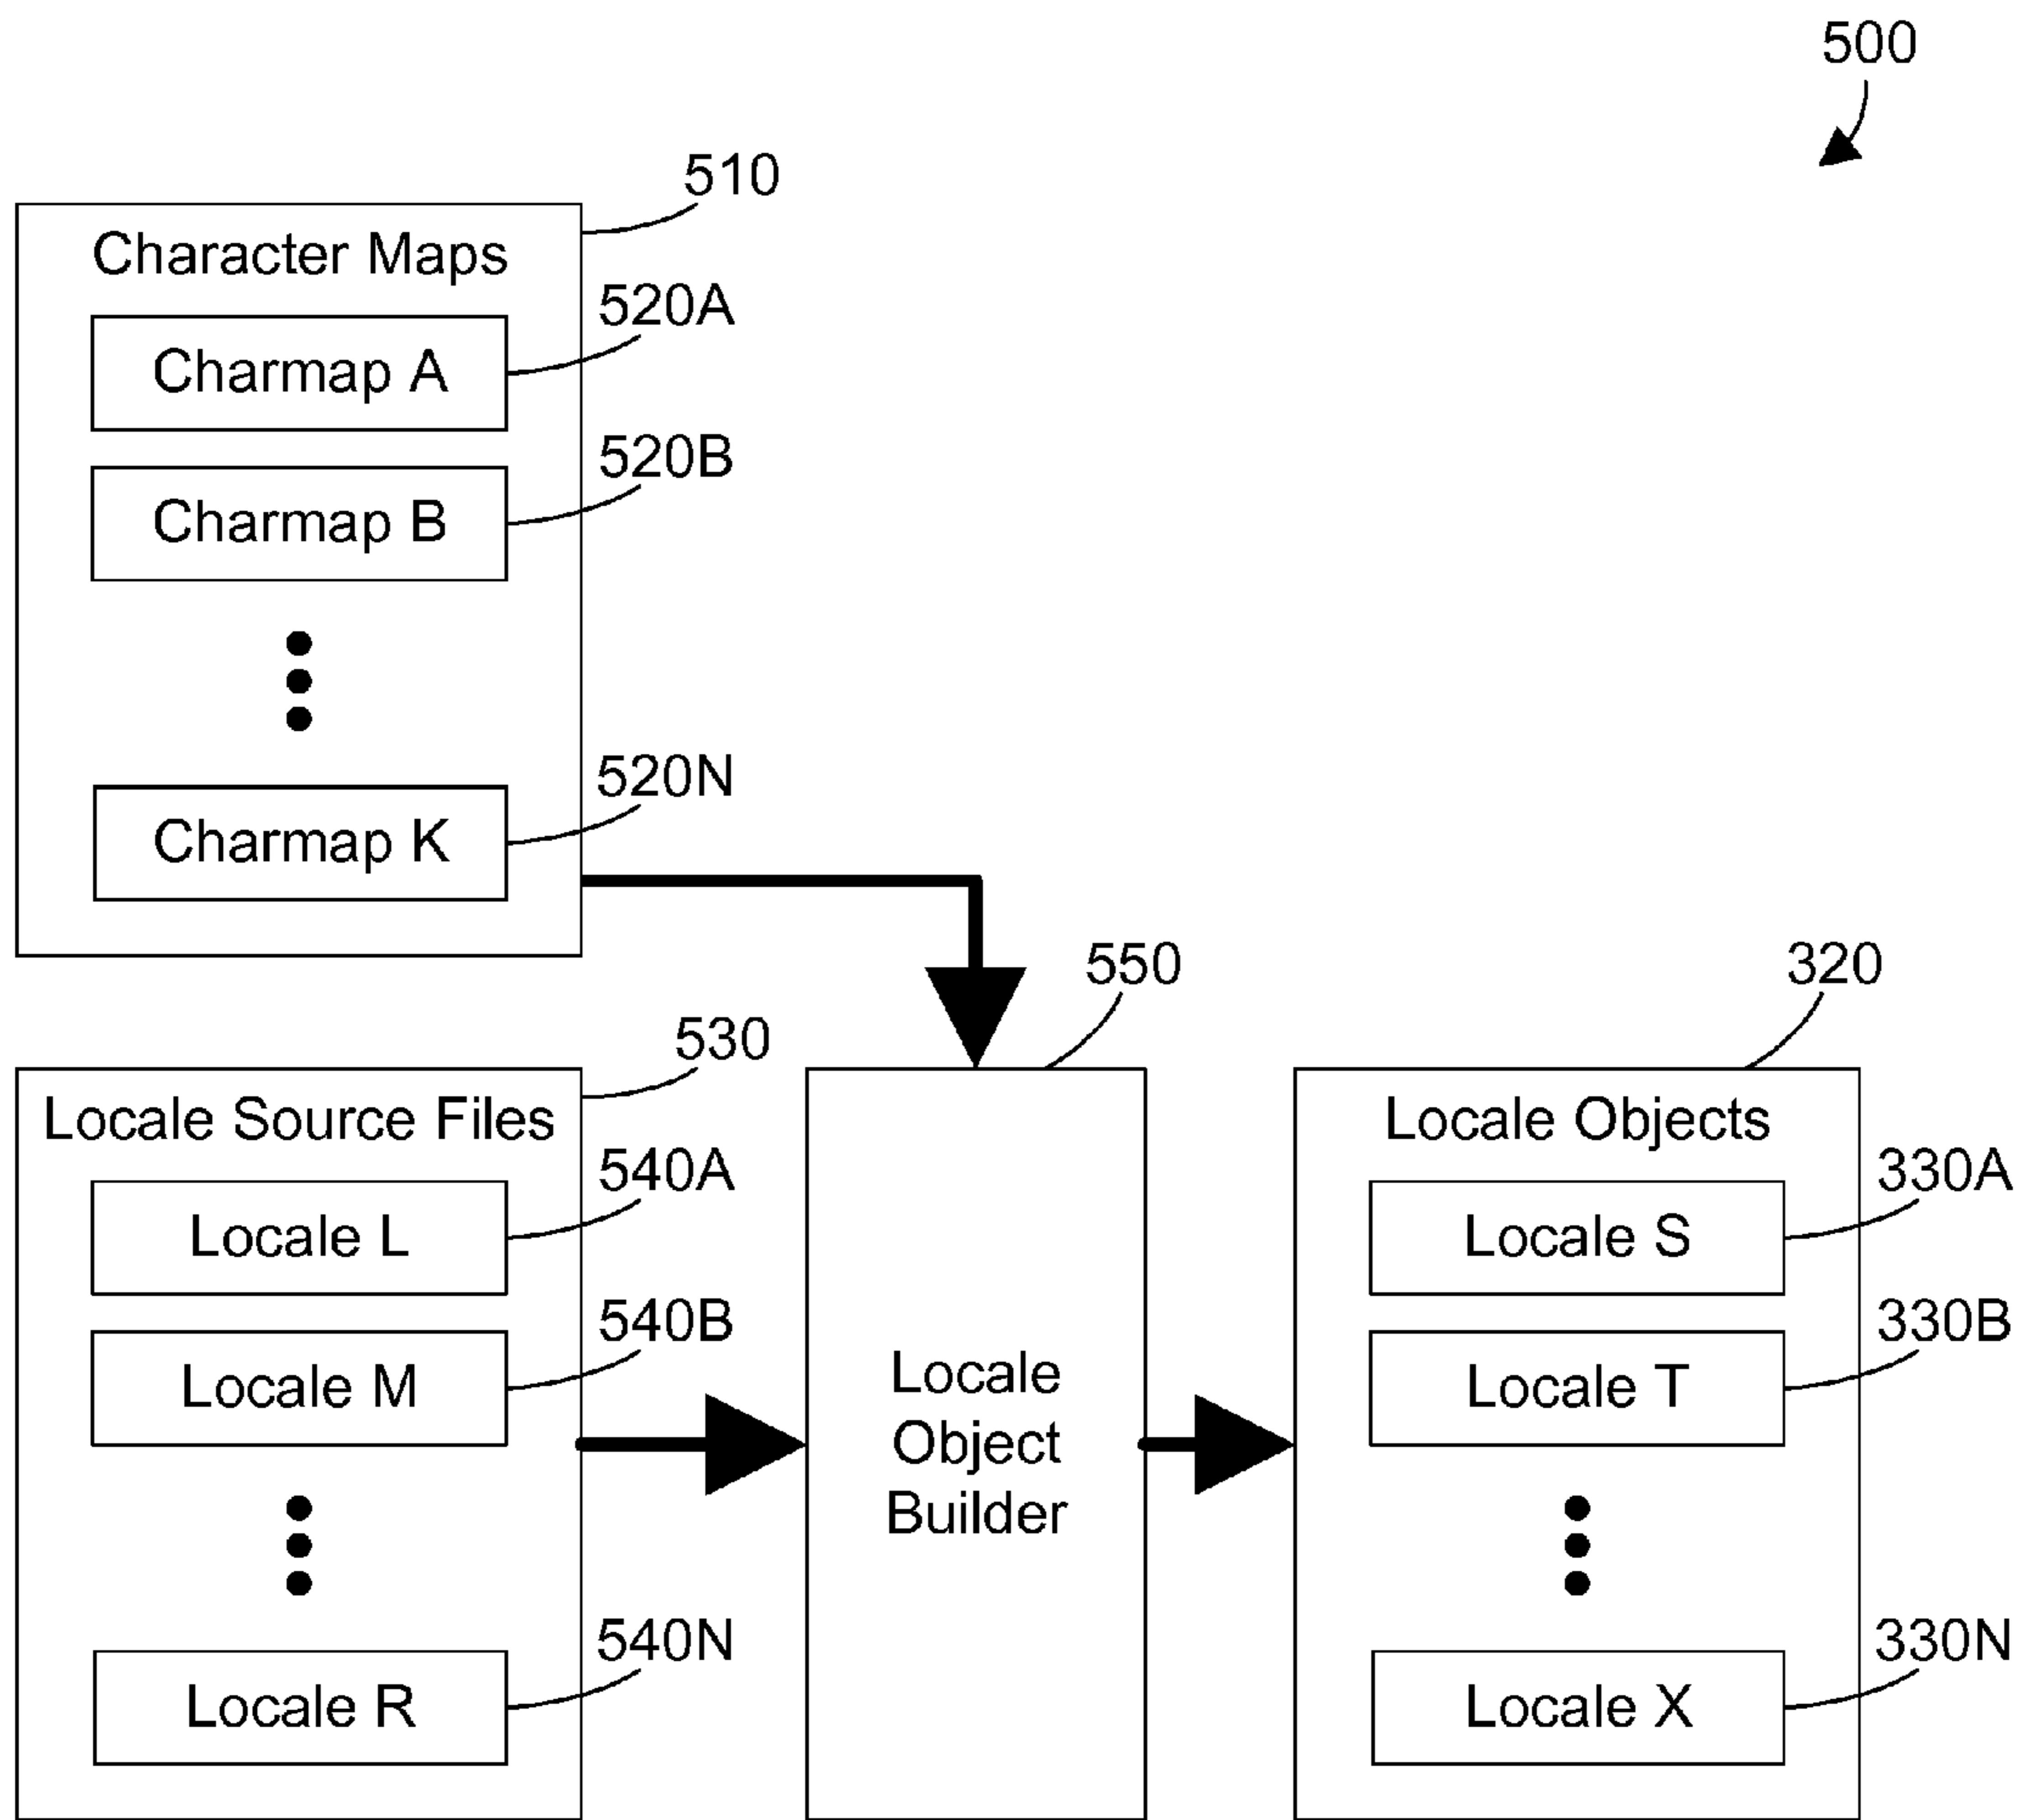 500
510
Character Maps
520A
Charmap A
520B
Charmap B
520N
Charmap K
550
320
530
Locale Source Files
540A
Locale L
540B
Locale M
540N
Locale R
Locale
Object
Builder
Locale Objects
330A
Locale S
330B
Locale T
330N
Locale X